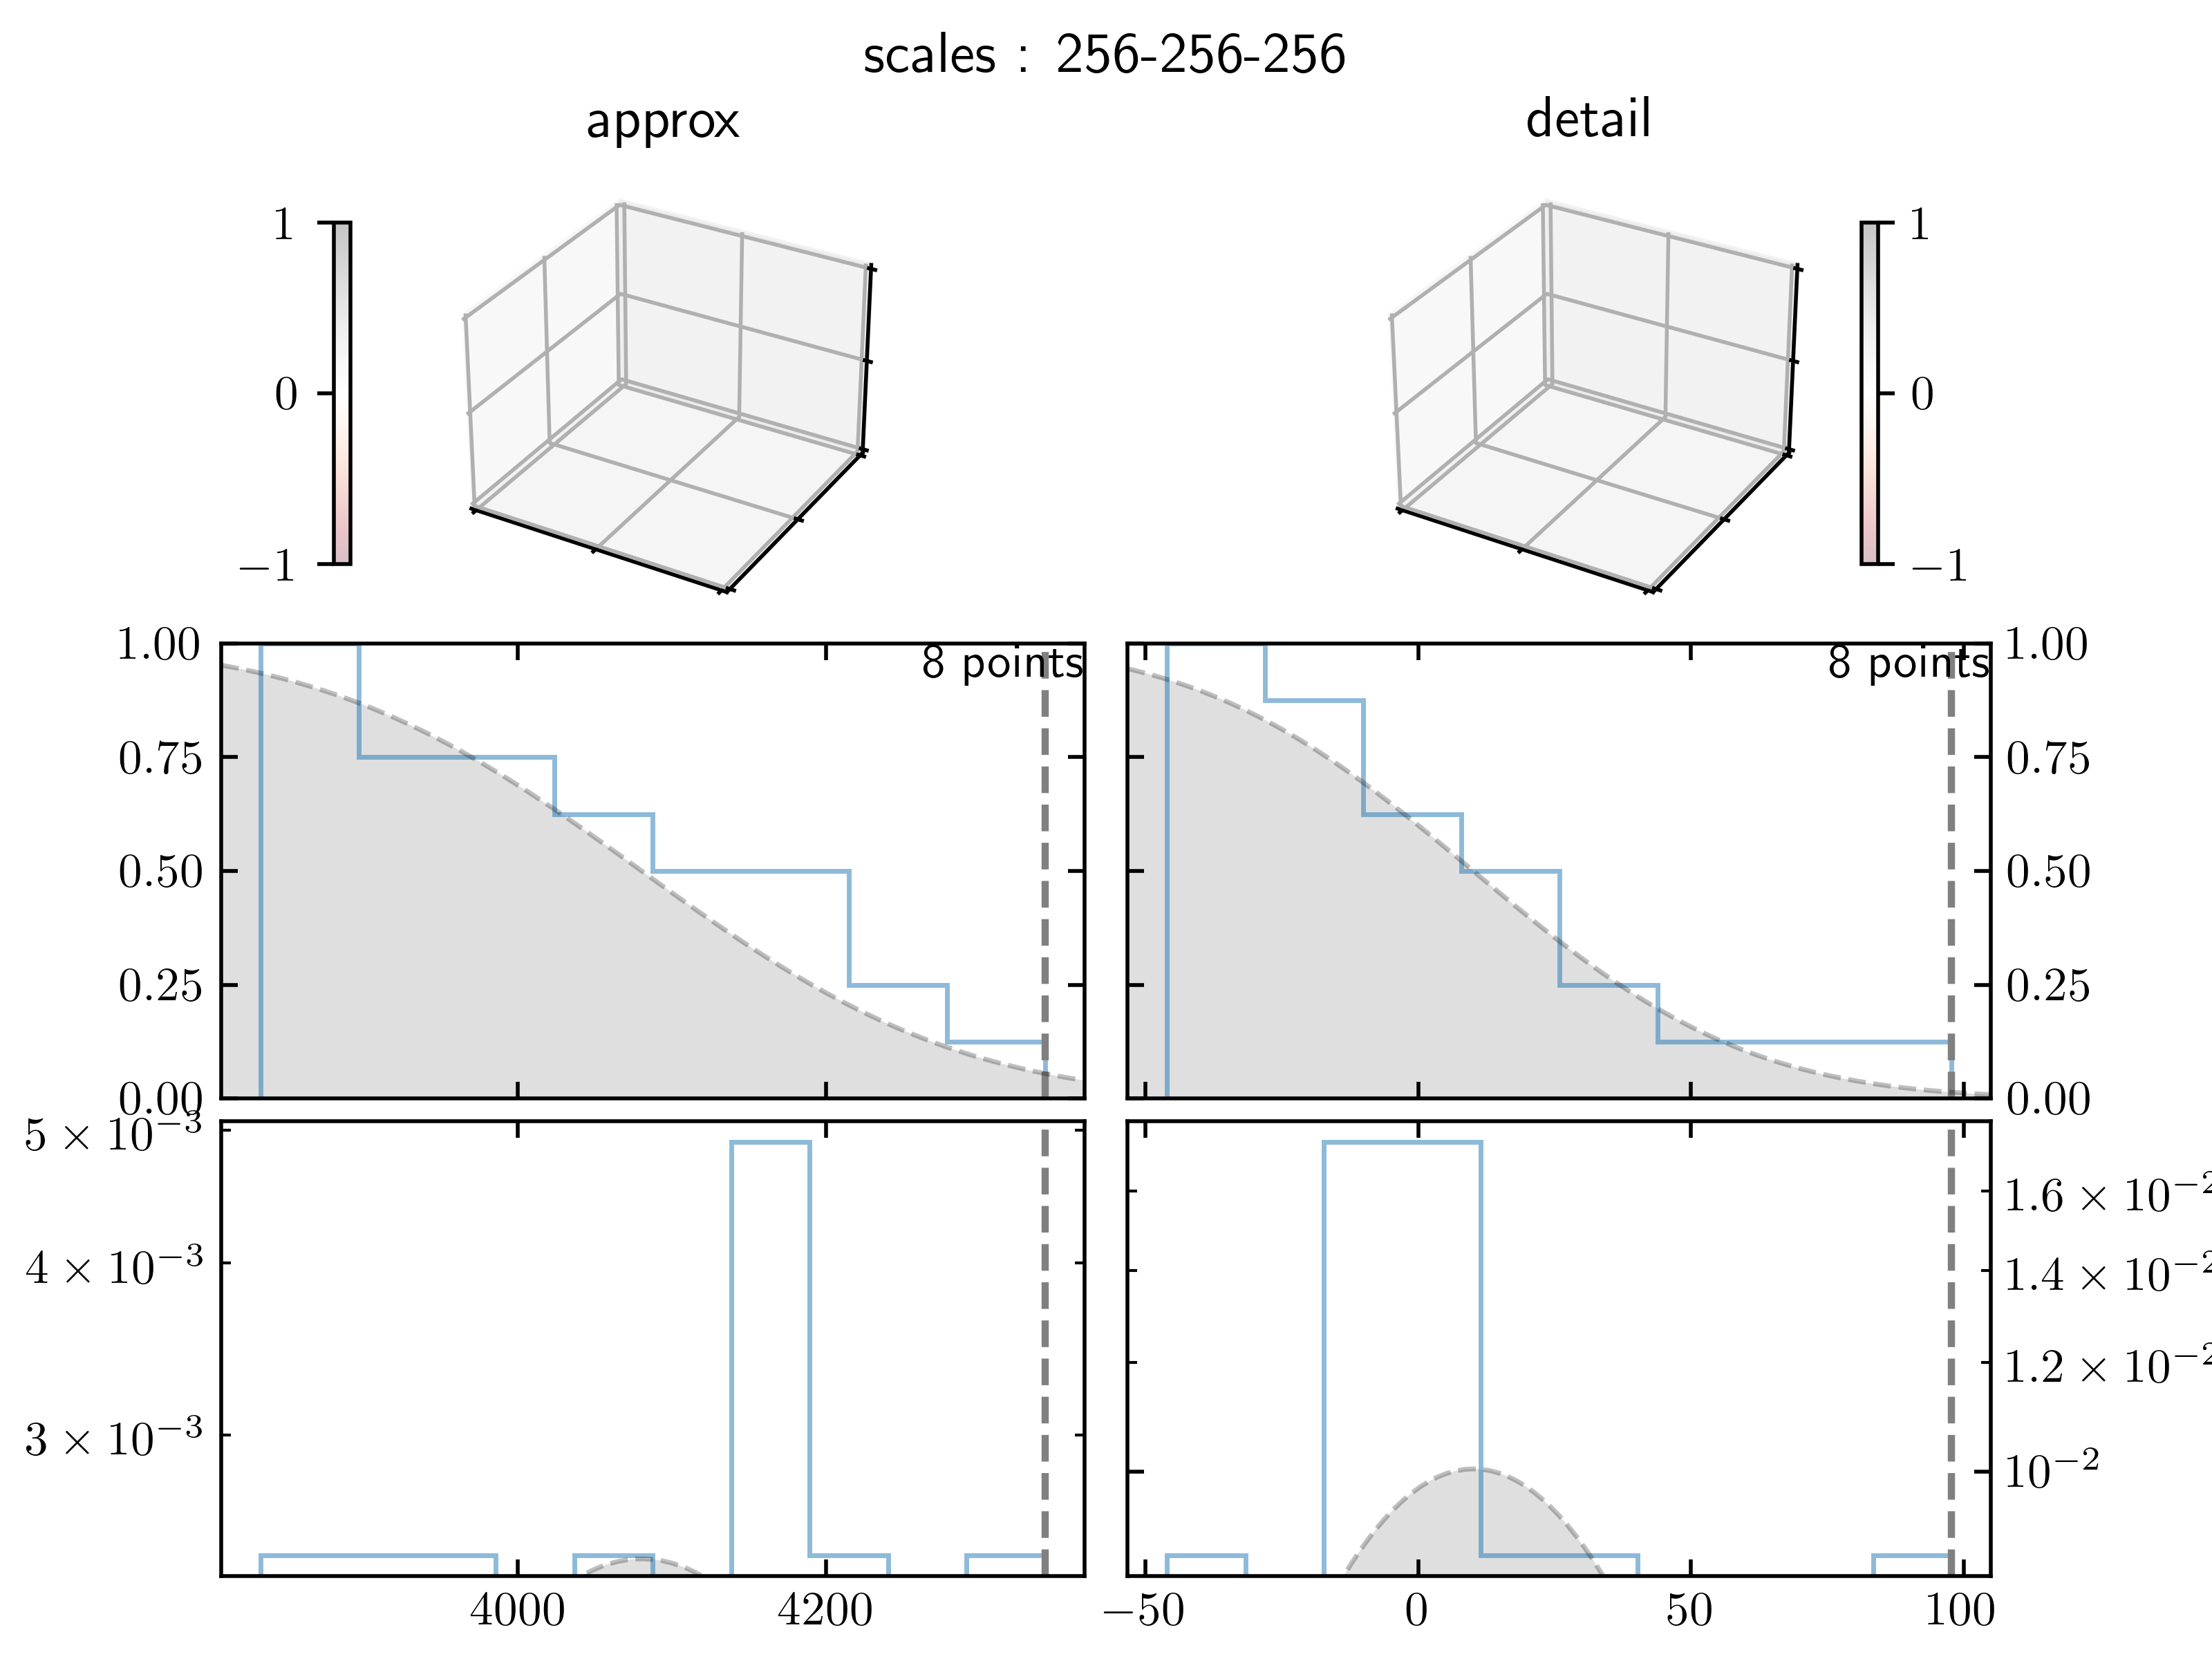 scales : 256-256-256
approx
detail
1
0
−1
1
0
−1
1.00
0.75
0.50
0.25
0.00
8 points
8 points
1.00
0.75
0.50
0.25
0.00
5 × 10⁻³
4 × 10⁻³
3 × 10⁻³
1.6 × 10⁻²
1.4 × 10⁻²
1.2 × 10⁻²
10⁻²
4000 4200
−50 0 50 100